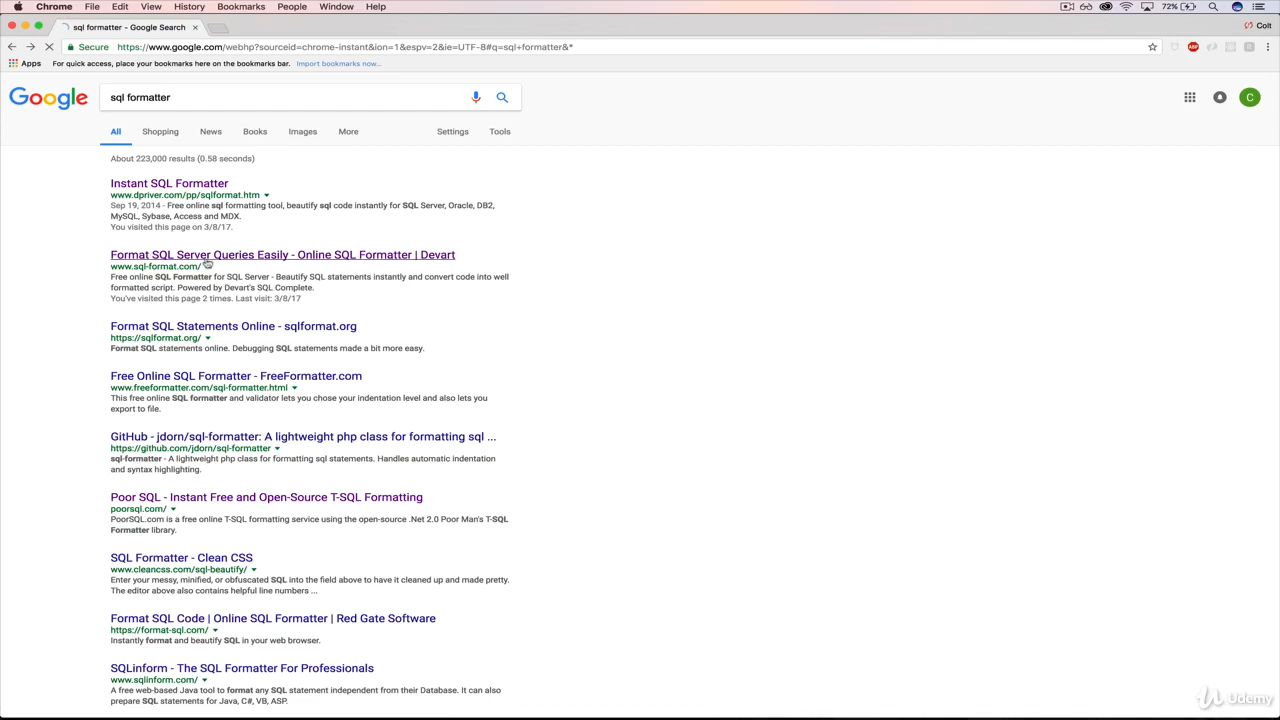 Chrome File Edit View History Bookmarks People Window Help 72%
sql formatter - Google Search Colt
Secure https://www.google.com/webhp?sourceid=chrome-instant&ion=1&espv=2&ie=UTF-8#q=sql+formatter&*
Apps For quick access, place your bookmarks here on the bookmarks bar. Import bookmarks now...
Google sql formatter C
All Shopping News Books Images More Settings Tools
About 223,000 results (0.58 seconds)
Instant SQL Formatter
www.dpriver.com/pp/sqlformat.htm
Sep 19, 2014 - Free online sql formatting tool, beautify sql code instantly for SQL Server, Oracle, DB2,
MySQL, Sybase, Access and MDX.
You visited this page on 3/8/17.
Format SQL Server Queries Easily - Online SQL Formatter | Devart
www.sql-format.com/
Free online SQL Formatter for SQL Server - Beautify SQL statements instantly and convert code into well
formatted script. Powered by Devart's SQL Complete.
You've visited this page 2 times. Last visit: 3/8/17
Format SQL Statements Online - sqlformat.org
https://sqlformat.org/
Format SQL statements online. Debugging SQL statements made a bit more easy.
Free Online SQL Formatter - FreeFormatter.com
www.freeformatter.com/sql-formatter.html
This free online SQL formatter and validator lets you chose your indentation level and also lets you
export to file.
GitHub - jdorn/sql-formatter: A lightweight php class for formatting sql ...
https://github.com/jdorn/sql-formatter
sql-formatter - A lightweight php class for formatting sql statements. Handles automatic indentation
and syntax highlighting.
Poor SQL - Instant Free and Open-Source T-SQL Formatting
poorsql.com/
PoorSQL.com is a free online T-SQL formatting service using the open-source .Net 2.0 Poor Man's T-SQL
Formatter library.
SQL Formatter - Clean CSS
www.cleancss.com/sql-beautify/
Enter your messy, minified, or obfuscated SQL into the field above to have it cleaned up and made pretty.
The editor above also contains helpful line numbers ...
Format SQL Code | Online SQL Formatter | Red Gate Software
https://format-sql.com/
Instantly format and beautify SQL in your web browser.
SQLinform - The SQL Formatter For Professionals
www.sqlinform.com/
A free web-based Java tool to format any SQL statement independent from their Database. It can also
prepare SQL statements for Java, C#, VB, ASP.
Udemy